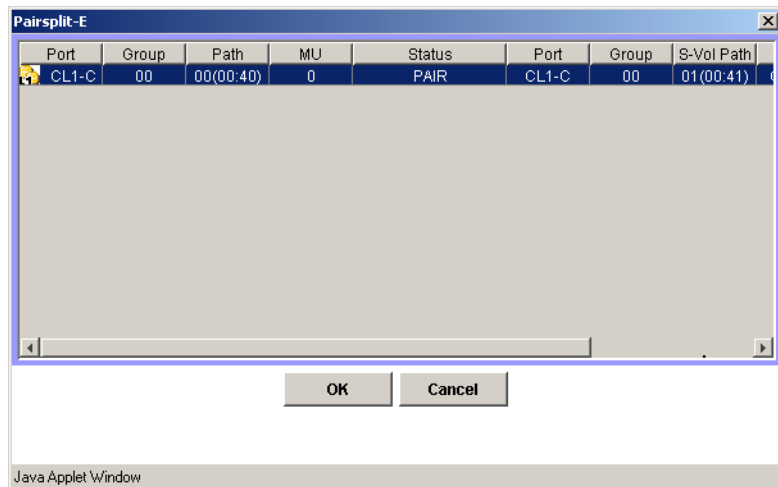 Pairsplit-E
Port Group Path MU Status Port Group S-Vol Path
CL1-C 00 00(00:40) 0 PAIR CL1-C 00 01(00:41)
OK Cancel
Java Applet Window